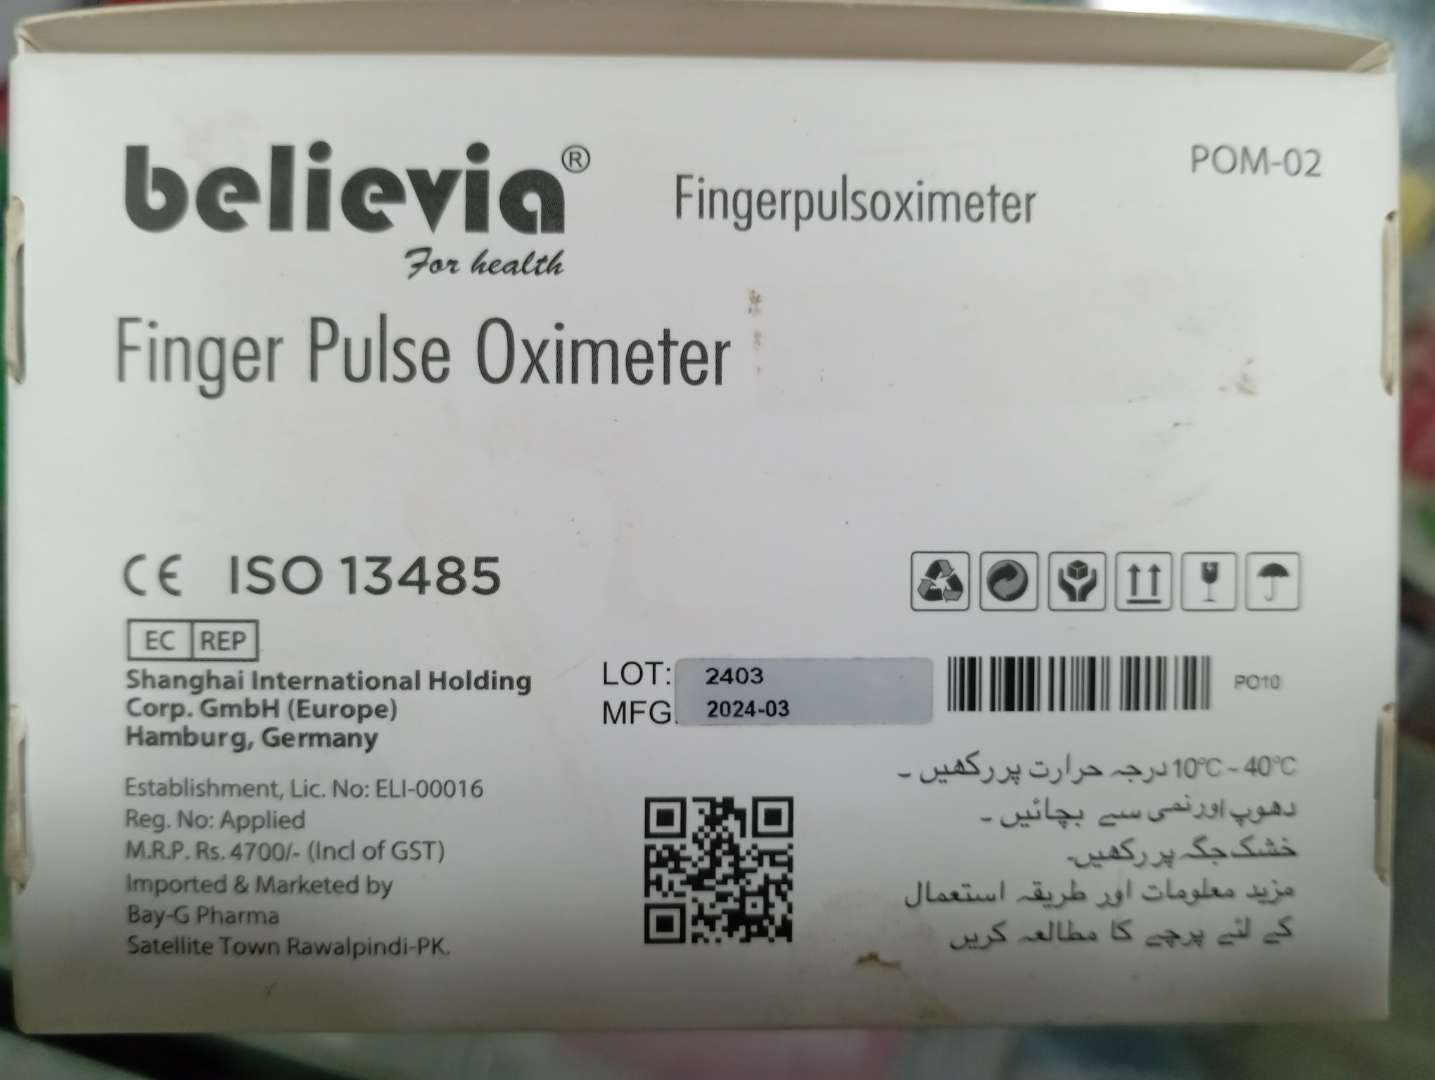 believia®
For health
Fingerpulsoximeter
POM-02
Finger Pulse Oximeter
CE ISO 13485
EC REP
Shanghai International Holding
Corp. GmbH (Europe)
Hamburg, Germany
Establishment, Lic. No: ELI-00016
Reg. No: Applied
M.R.P. Rs. 4700/- (Incl of GST)
Imported & Marketed by
Bay-G Pharma
Satellite Town Rawalpindi-PK.
LOT: 2403
MFG. 2024-03
PO10
10°C - 40°C درجہ حرارت پر رکھیں ۔
دھوپ اور نمی سے بچائیں ۔
خشک جگہ پر رکھیں۔
مزید معلومات اور طریقہ استعمال
کے لئے پرچے کا مطالعہ کریں